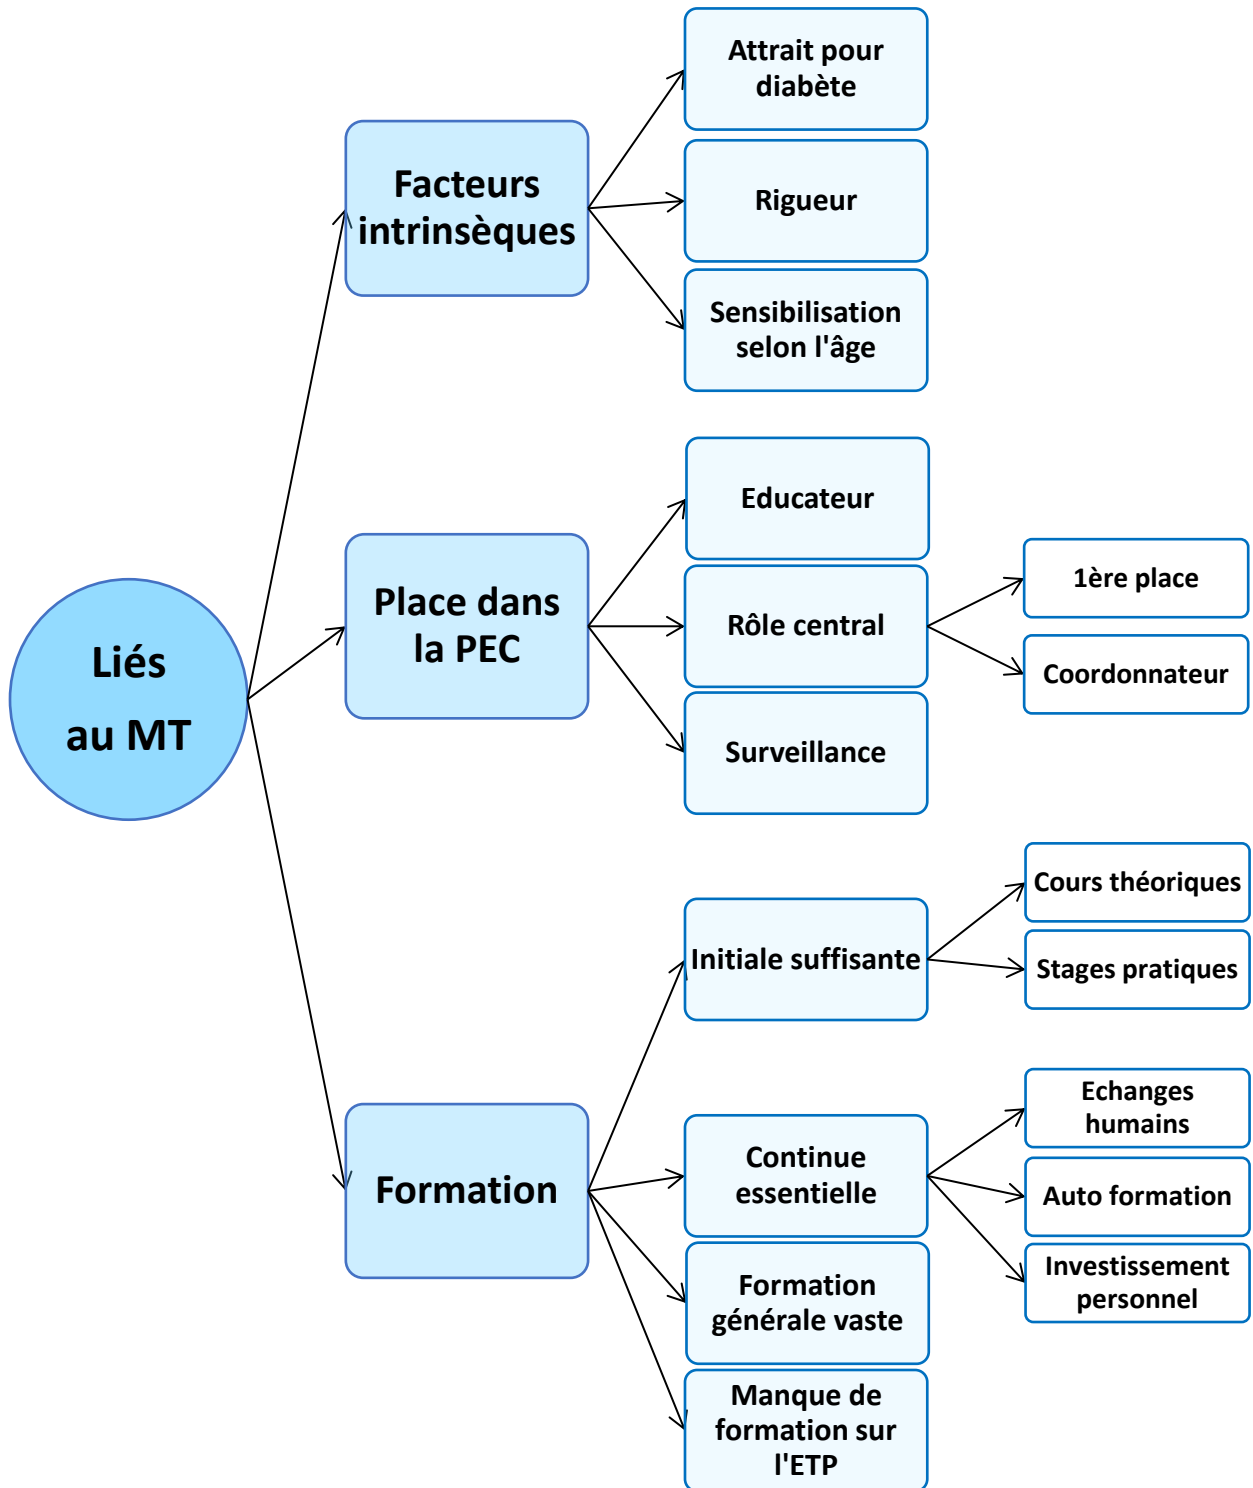 Liés
au MT
Facteurs
intrinsèques
Attrait pour
diabète
Rigueur
Sensibilisation
selon l'âge
Place dans
la PEC
Educateur
Rôle central
1ère place
Coordonnateur
Surveillance
Formation
Initiale suffisante
Cours théoriques
Stages pratiques
Continue
essentielle
Echanges
humains
Auto formation
Investissement
personnel
Formation
générale vaste
Manque de
formation sur
l'ETP